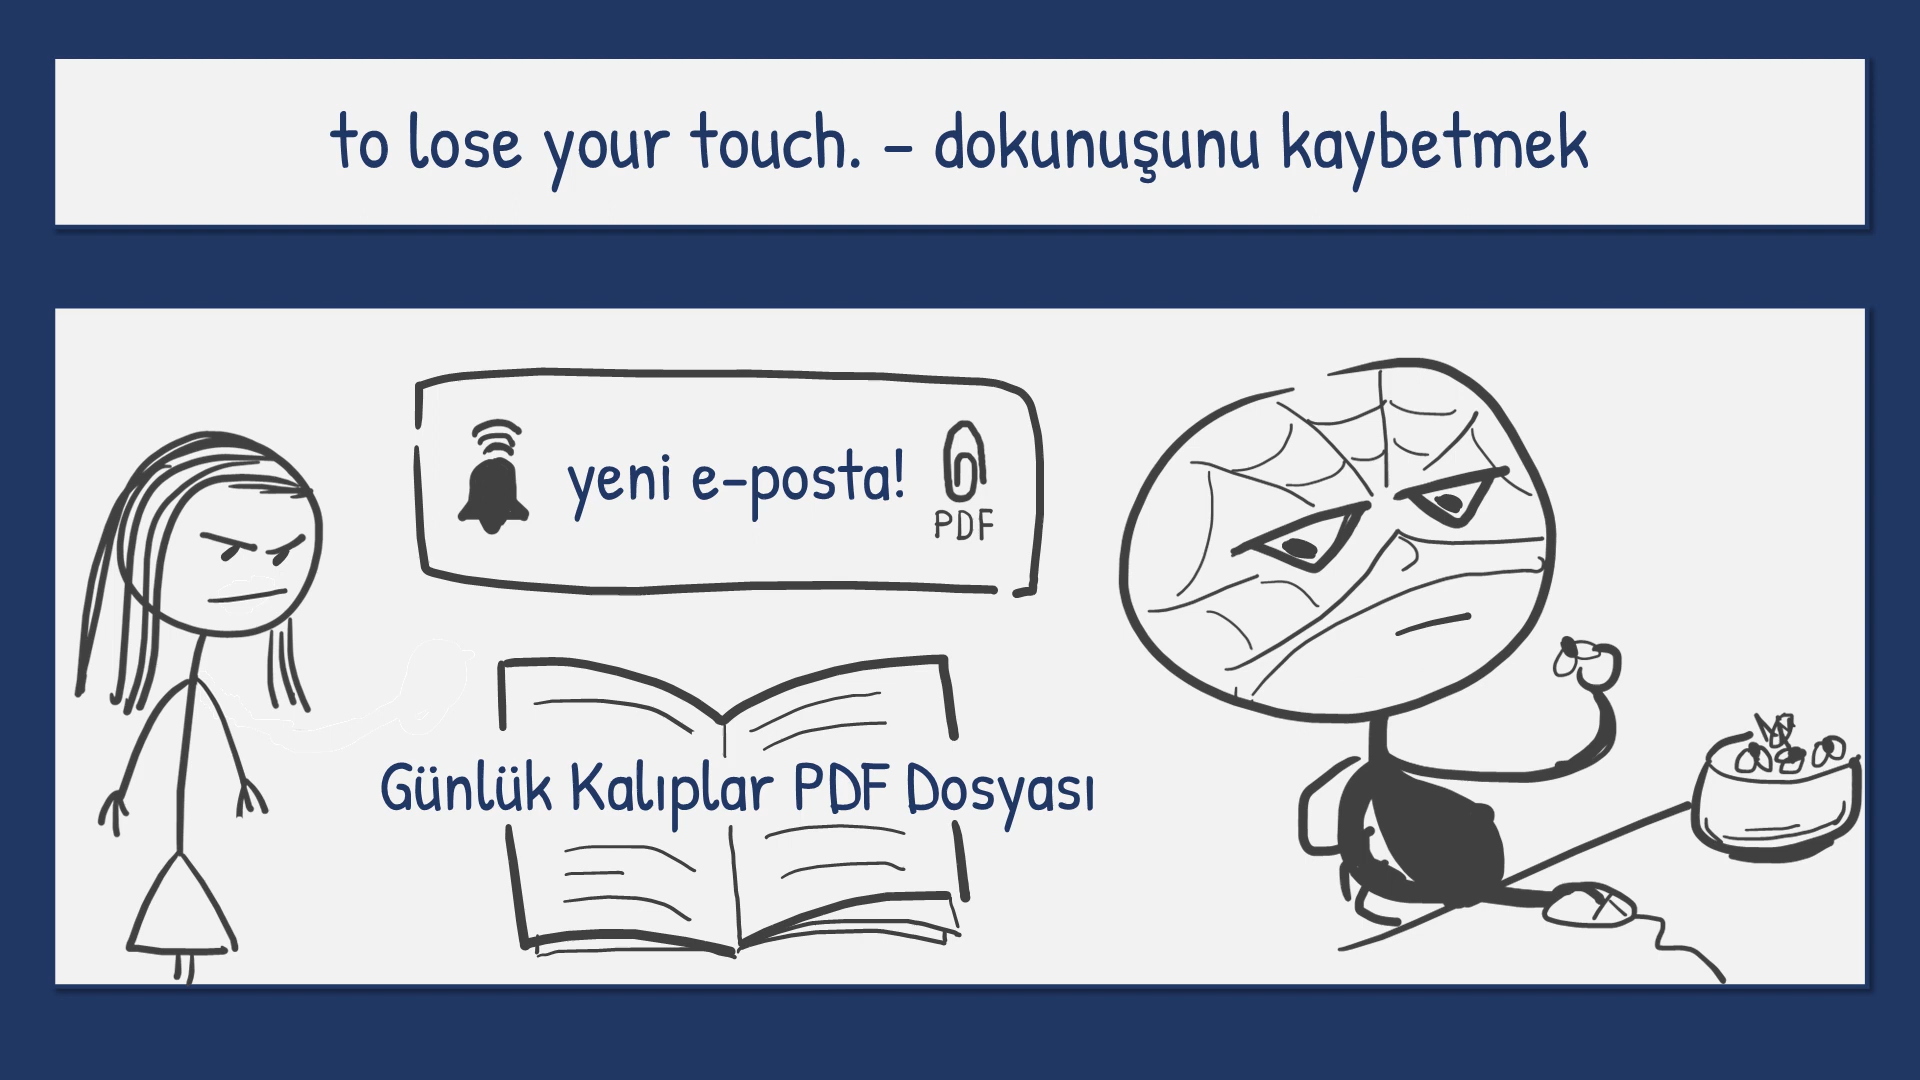 to lose your touch. - dokunuşunu kaybetmek
yeni e-posta!
PDF
Günlük Kalıplar PDF Dosyası